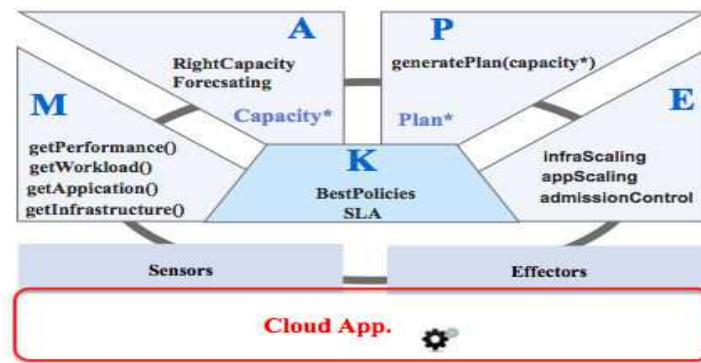 A
RightCapacity
Forecsating
Capacity*
P
generatePlan(capacity*)
Plan*
M
getPerformance()
getWorkload()
getAppication()
getInfrastructure()
K
BestPolicies
SLA
E
infraScaling
appScaling
admissionControl
Sensors
Effectors
Cloud App.